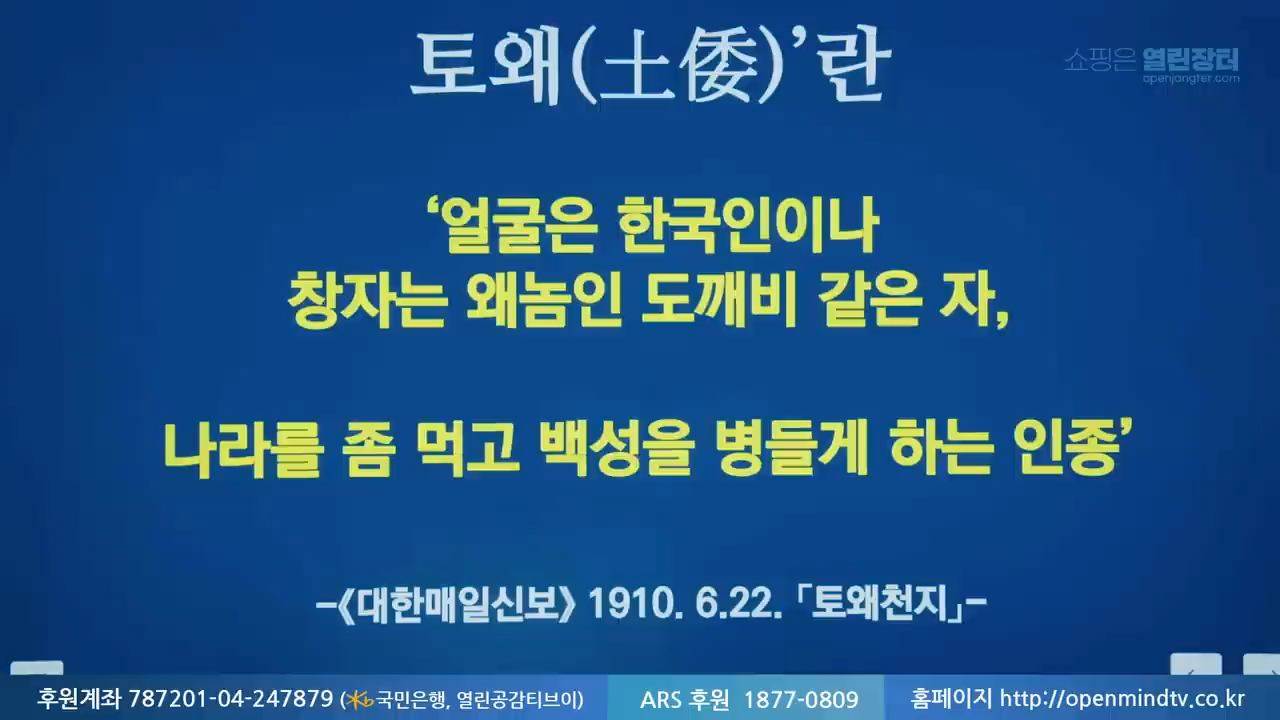 토왜(土倭)’란
쇼핑은 열린장터
openjangter.com
‘얼굴은 한국인이나
창자는 왜놈인 도깨비 같은 자,
나라를 좀 먹고 백성을 병들게 하는 인종’
-《대한매일신보》 1910. 6.22. 「토왜천지」-
후원계좌 787201-04-247879 (국민은행, 열린공감티브이)
ARS 후원 1877-0809
홈페이지 http://openmindtv.co.kr